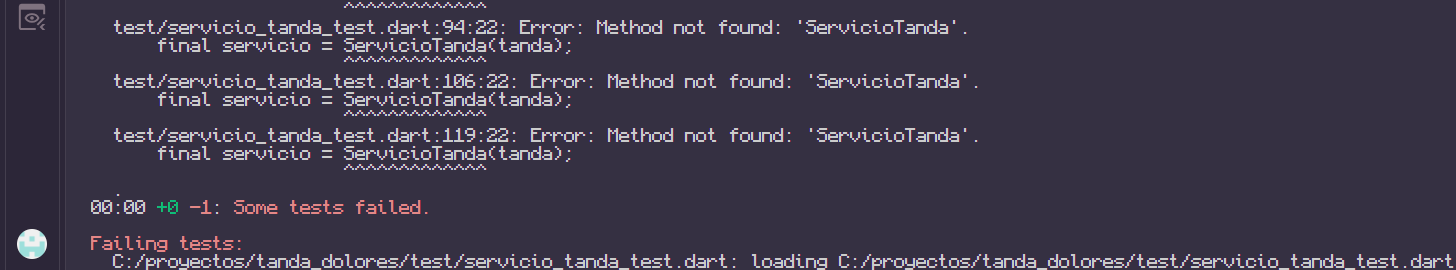 ^^^^^^^^^^^^^
test/servicio_tanda_test.dart:94:22: Error: Method not found: 'ServicioTanda'.
final servicio = ServicioTanda(tanda);
^^^^^^^^^^^^^
test/servicio_tanda_test.dart:106:22: Error: Method not found: 'ServicioTanda'.
final servicio = ServicioTanda(tanda);
^^^^^^^^^^^^^
test/servicio_tanda_test.dart:119:22: Error: Method not found: 'ServicioTanda'.
final servicio = ServicioTanda(tanda);
^^^^^^^^^^^^^
.
00:00 +0 -1: Some tests failed.
Failing tests:
C:/proyectos/tanda_dolores/test/servicio_tanda_test.dart: loading C:/proyectos/tanda_dolores/test/servicio_tanda_test.dart